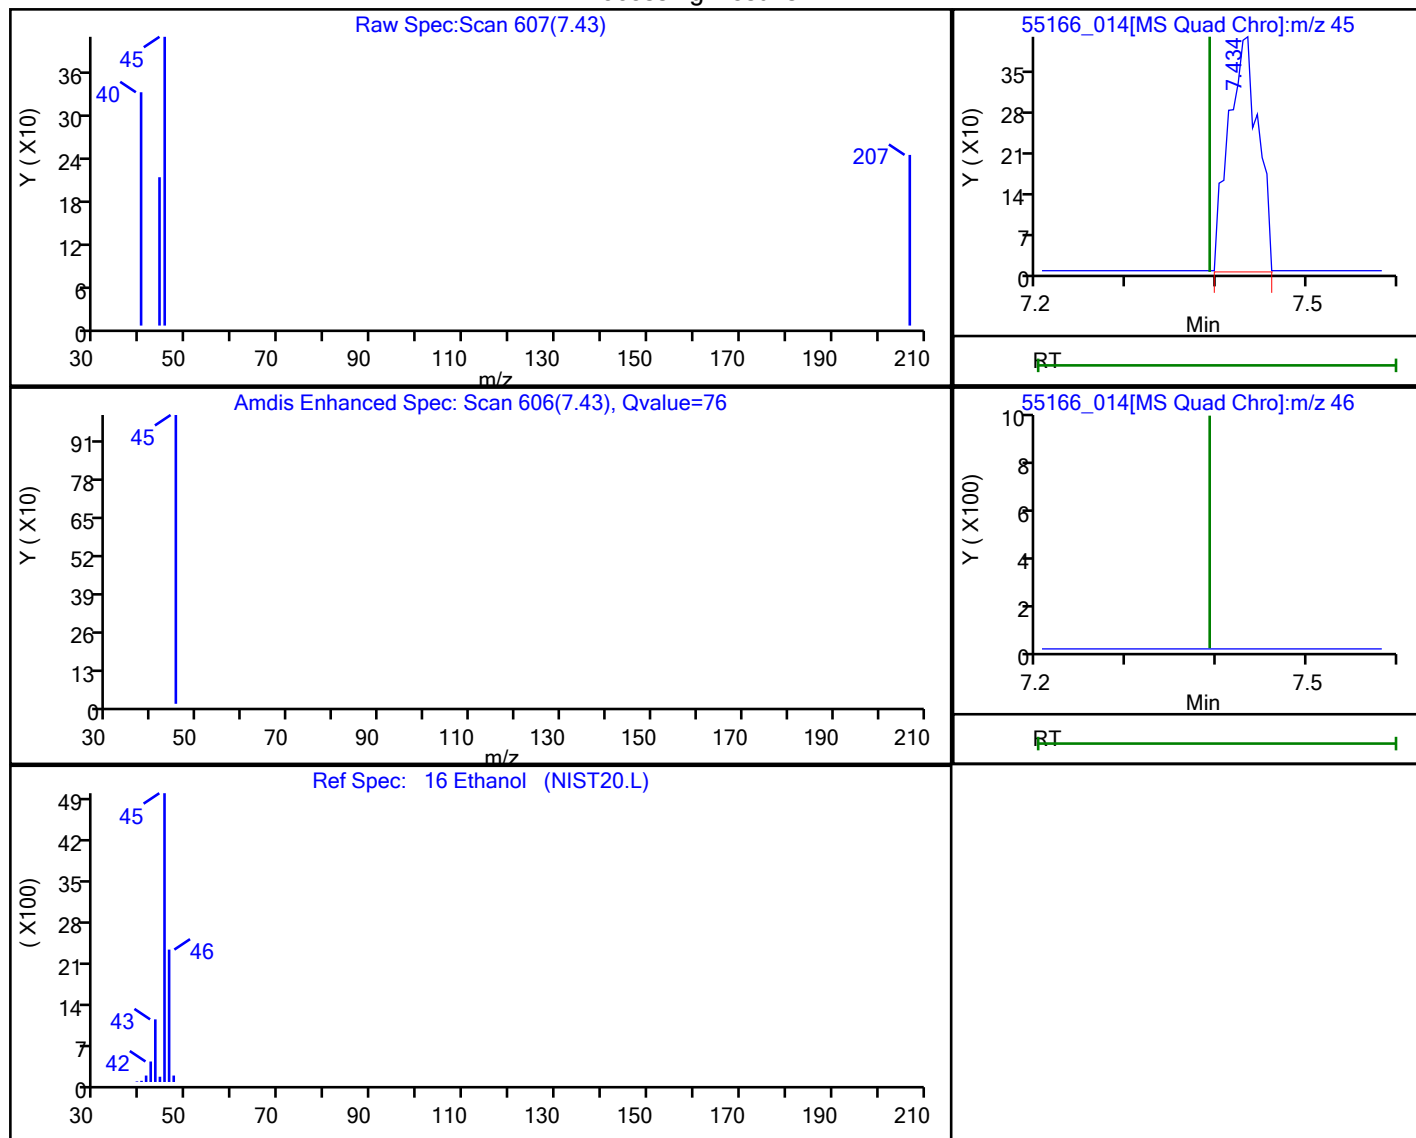 Raw Spec:Scan 607(7.43)
Y ( X10)
36
30
24
18
12
6
0
45
40
207
30 50 70 90 110 130 150 170 190 210
m/z
55166_014[MS Quad Chro]:m/z 45
Y ( X10)
35
28
21
14
7
0
7.434
7.2 7.5
Min
RT
Amdis Enhanced Spec: Scan 606(7.43), Qvalue=76
Y ( X10)
91
78
65
52
39
26
13
0
45
30 50 70 90 110 130 150 170 190 210
m/z
55166_014[MS Quad Chro]:m/z 46
Y ( X100)
10
8
6
4
2
0
7.2 7.5
Min
RT
Ref Spec: 16 Ethanol (NIST20.L)
( X100)
49
42
35
28
21
14
7
0
45
46
43
42
30 50 70 90 110 130 150 170 190 210